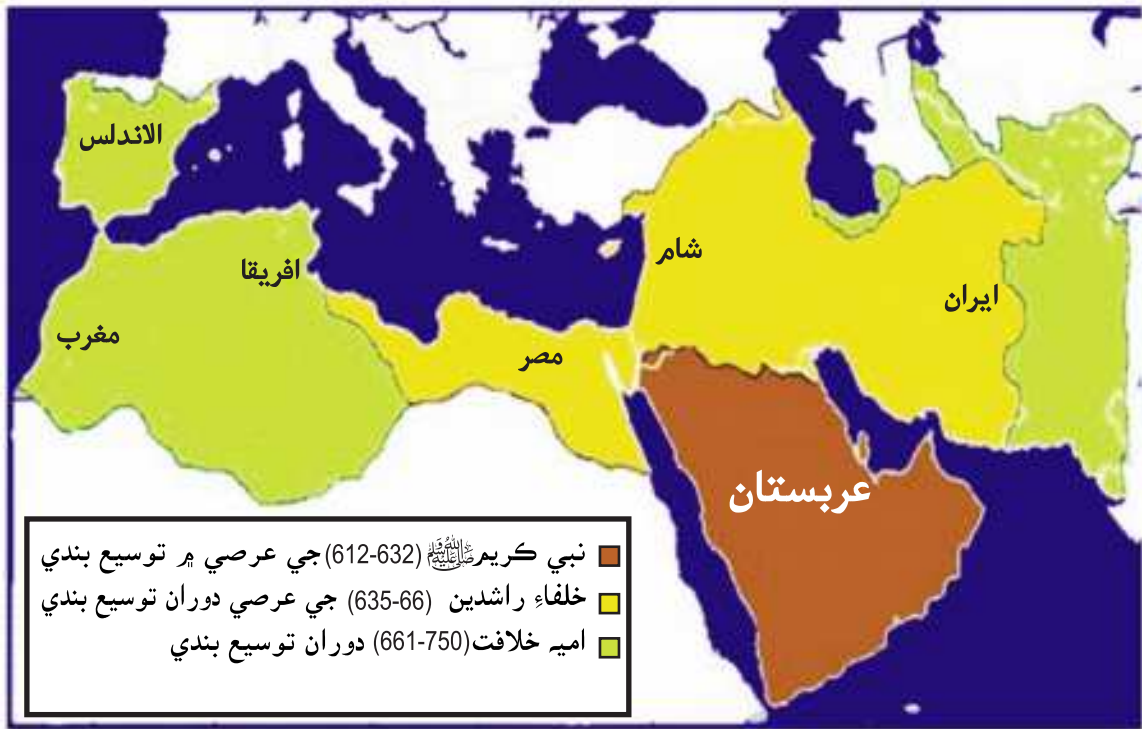 الاندلس
افريقا
مغرب
شام
ايران
مصر
عربستان
نبي ڪريم ﷺ (612-632) جي عرصي ۾ توسيع بندي
خلفاءِ راشدين (635-66) جي عرصي دوران توسيع بندي
اميه خلافت (661-750) دوران توسيع بندي